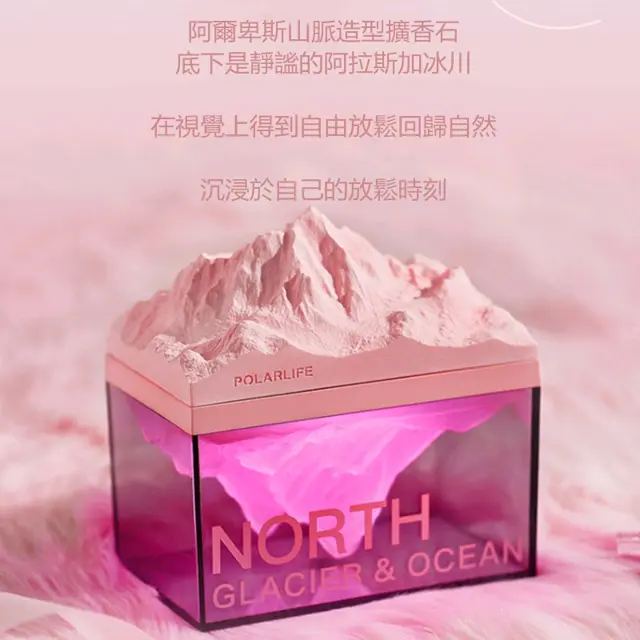 阿爾卑斯山脈造型擴香石
底下是靜謐的阿拉斯加冰川
在視覺上得到自由放鬆回歸自然
沉浸於自己的放鬆時刻
POLARLIFE
NORTH
GLACIER & OCEAN